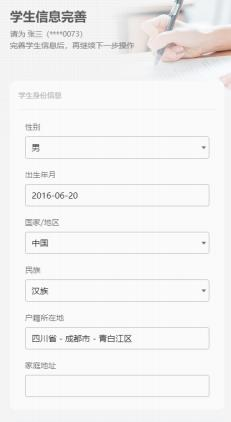 学生信息完善
请为 张三（****0073）
完善学生信息后，再继续下一步操作
学生身份信息
性别
男
出生年月
2016-06-20
国家/地区
中国
民族
汉族
户籍所在地
四川省 - 成都市 - 青白江区
家庭地址